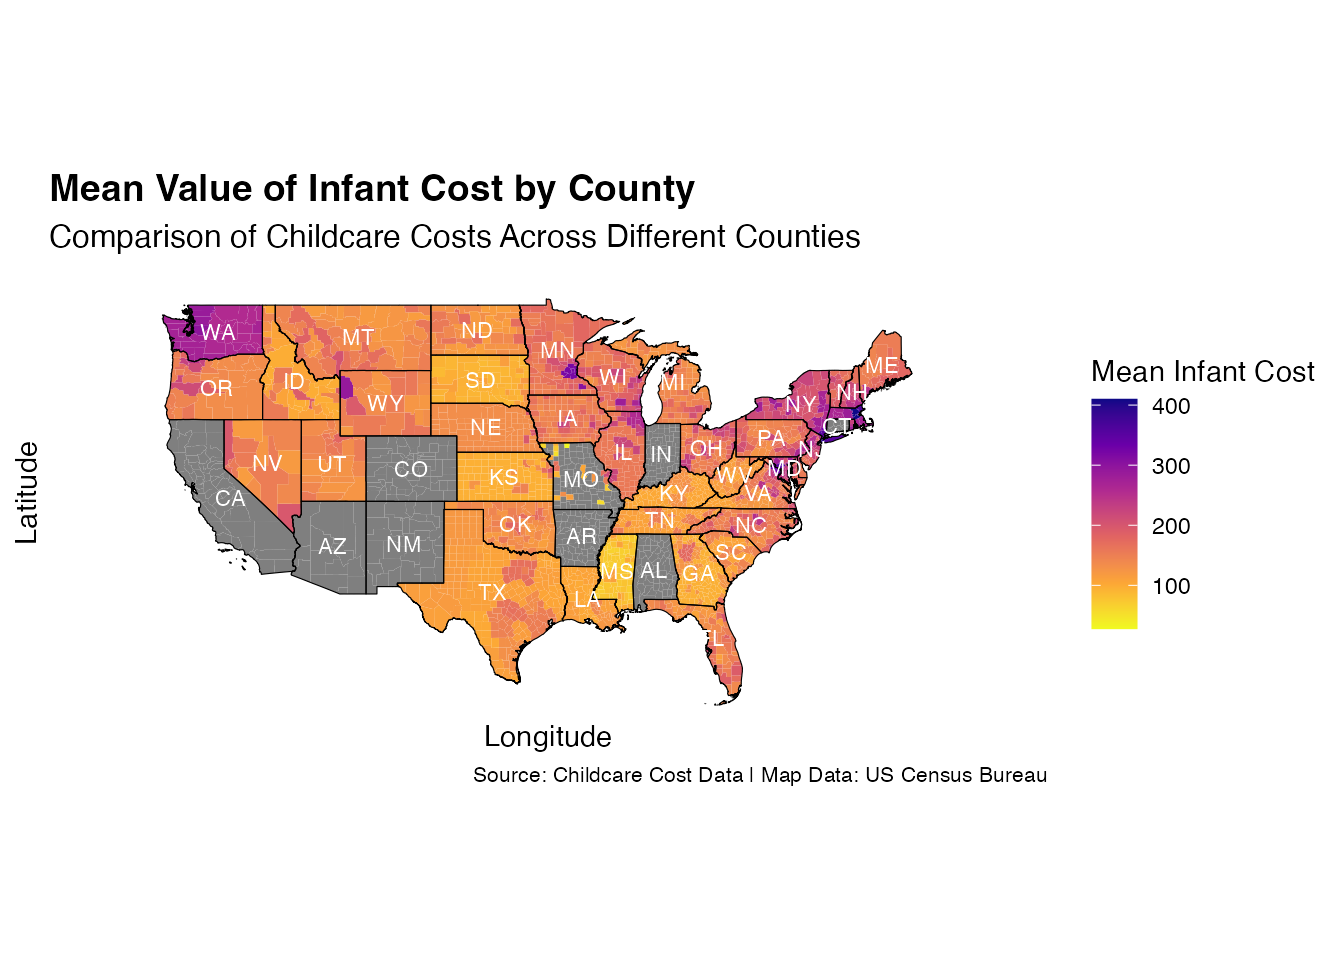 Mean Value of Infant Cost by County
Comparison of Childcare Costs Across Different Counties
Latitude
WA
MT
ND
MN
ME
OR
ID
WY
SD
WI
MI
NY
NH
NE
IA
CT
NV
UT
CO
KS
MO
IL
IN
OH
PA
NJ
MD
WV
VA
KY
CA
AZ
NM
OK
AR
TN
NC
SC
TX
LA
MS
AL
GA
FL
Mean Infant Cost
400
300
200
100
Longitude
Source: Childcare Cost Data | Map Data: US Census Bureau